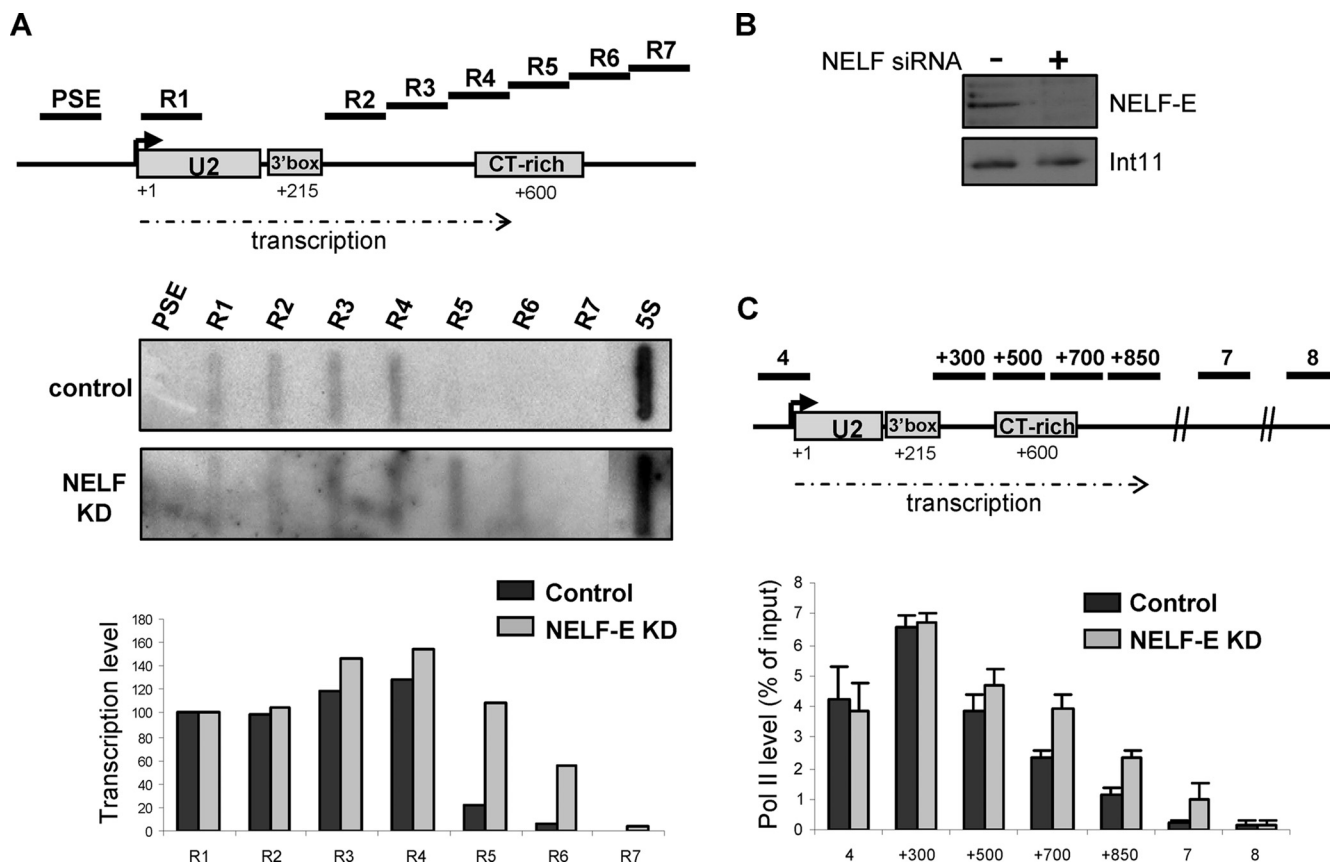 A
PSE R1 R2 R3 R4 R5 R6 R7
U2 3'box CT-rich
+1 +215 +600
transcription
PSE R1 R2 R3 R4 R5 R6 R7 5S
control
NELF
KD
Control
NELF-E KD
Transcription level
180
160
140
120
100
80
60
40
20
0
R1 R2 R3 R4 R5 R6 R7
B
NELF siRNA - +
NELF-E
Int11
C
4 +300 +500 +700 +850 7 8
U2 3'box CT-rich
+1 +215 +600
transcription
Control
NELF-E KD
Pol II level (% of input)
8
7
6
5
4
3
2
1
0
4 +300 +500 +700 +850 7 8